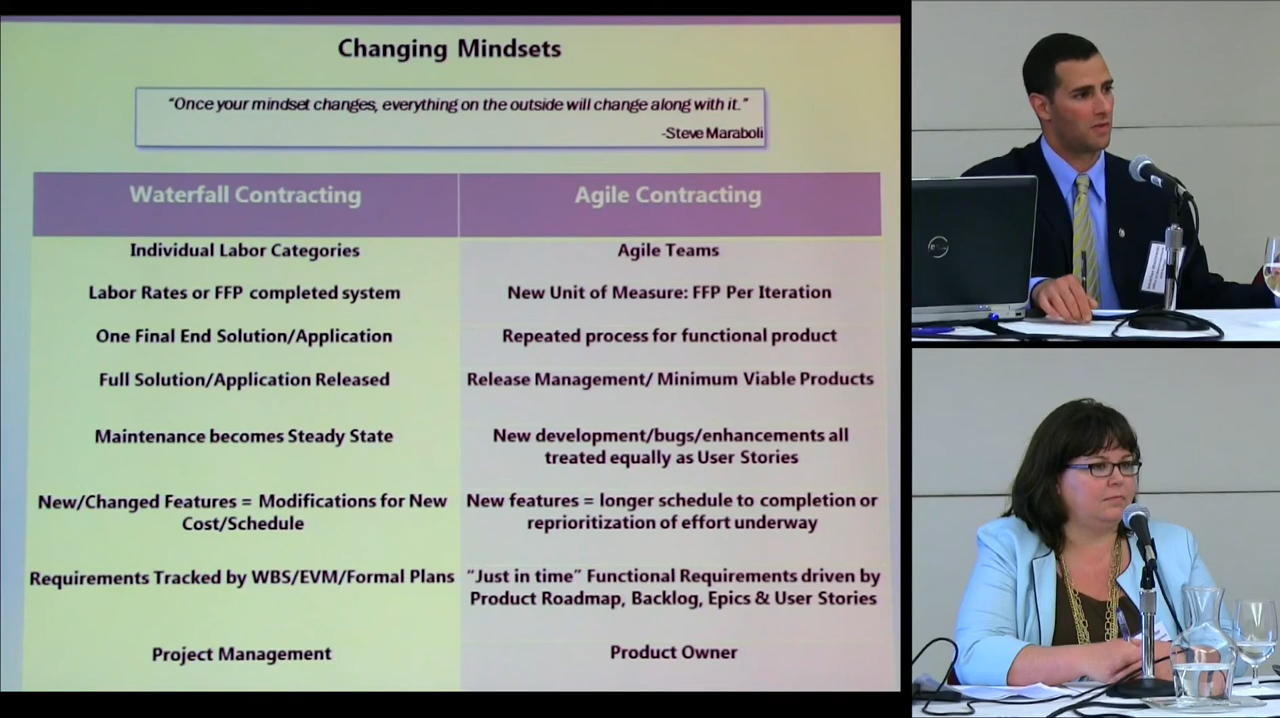 Changing Mindsets
“Once your mindset changes, everything on the outside will change along with it.”
-Steve Maraboli
Waterfall Contracting
Agile Contracting
Individual Labor Categories
Agile Teams
Labor Rates or FFP completed system
New Unit of Measure: FFP Per Iteration
One Final End Solution/Application
Repeated process for functional product
Full Solution/Application Released
Release Management/ Minimum Viable Products
Maintenance becomes Steady State
New development/bugs/enhancements all
treated equally as User Stories
New/Changed Features = Modifications for New
Cost/Schedule
New features = longer schedule to completion or
reprioritization of effort underway
Requirements Tracked by WBS/EVM/Formal Plans
“Just in time” Functional Requirements driven by
Product Roadmap, Backlog, Epics & User Stories
Project Management
Product Owner
DELL